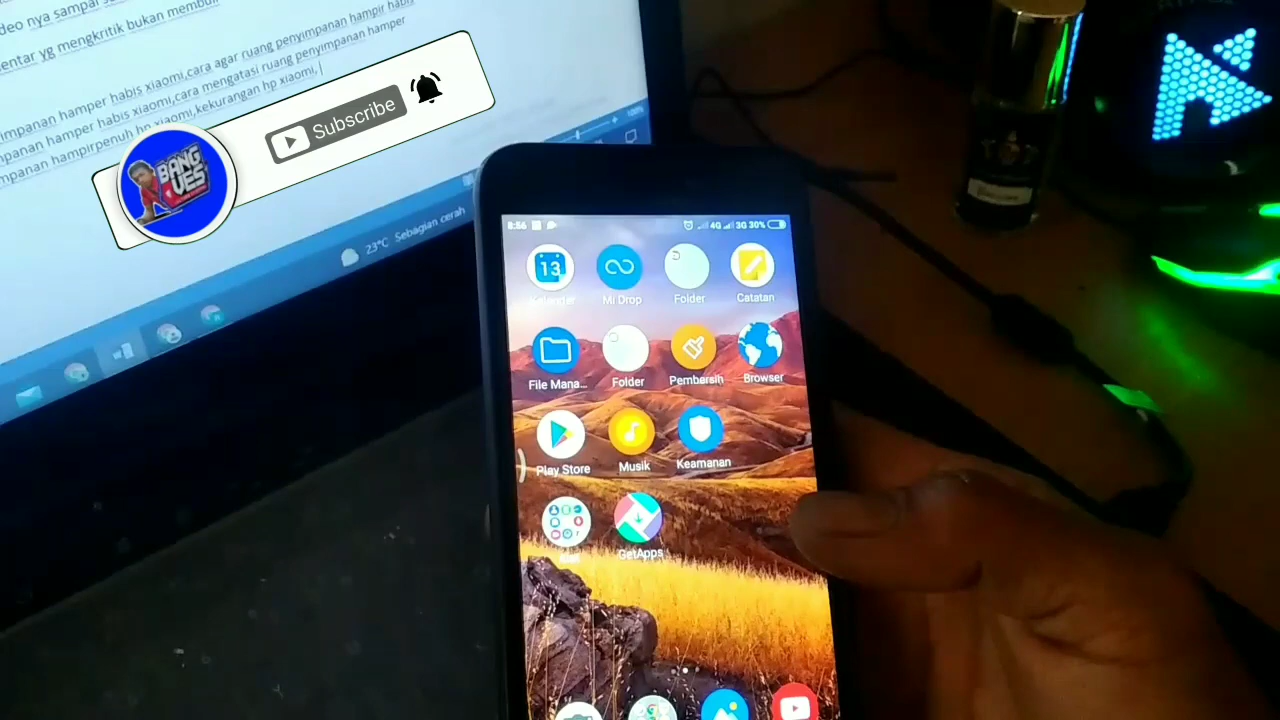 deo nya sampai
entar yg mengkritik bukan membuli
impanan hamper habis xiaomi,cara agar ruang penyimpanan hampir habis
mpanan hamper habis xiaomi,cara mengatasi ruang penyimpanan hamper
mpanan hampirpenuh hp xiaomi,kekurangan hp xiaomi,
Subscribe
BANG
VES
23°C Sebagian cerah
8:56 4G 3G 30%
13
Kalender Mi Drop Folder Catatan
File Mana... Folder Pembersih Browser
Play Store Musik Keamanan
GetApps